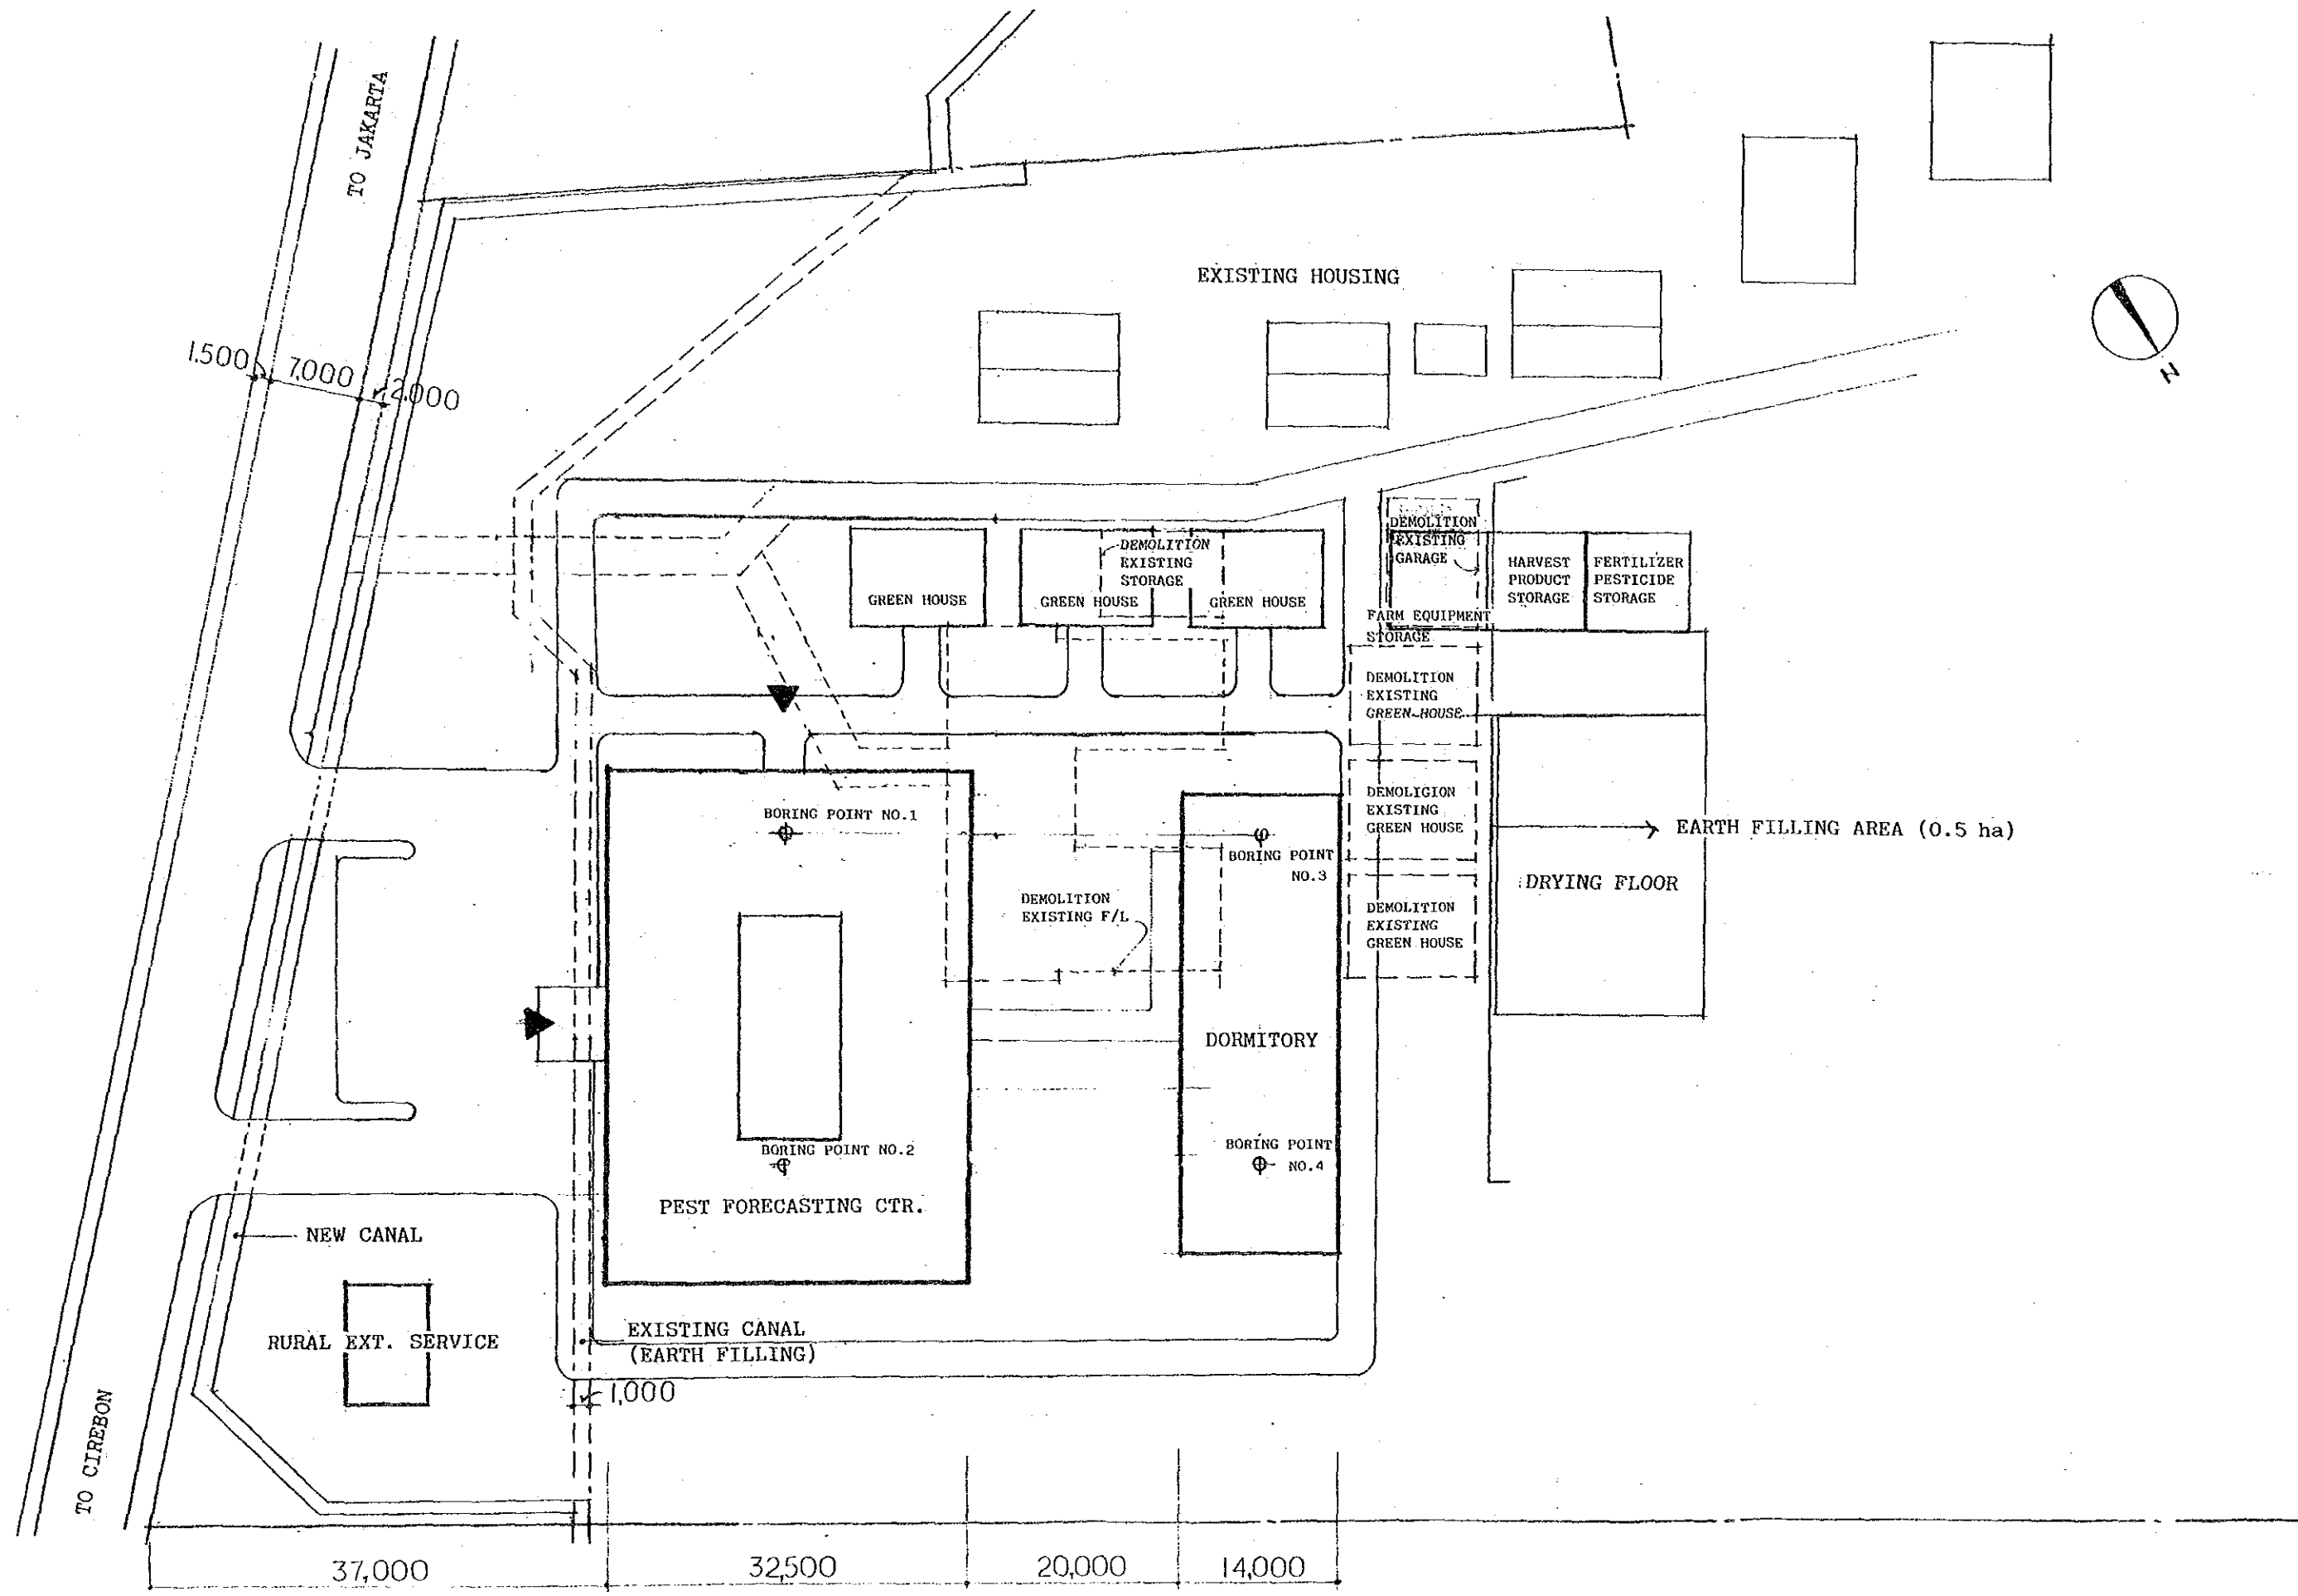 TO JAKARTA
EXISTING HOUSING
1.500
7,000
2,000
N
DEMOLITION
EXISTING
STORAGE
GREEN HOUSE
GREEN HOUSE
GREEN HOUSE
DEMOLITION
EXISTING
GARAGE
HARVEST
PRODUCT
STORAGE
FERTILIZER
PESTICIDE
STORAGE
FARM EQUIPMENT
STORAGE
DEMOLITION
EXISTING
GREEN HOUSE
BORING POINT NO.1
DEMOLIGION
EXISTING
GREEN HOUSE
EARTH FILLING AREA (0.5 ha)
BORING POINT
NO.3
DRYING FLOOR
DEMOLITION
EXISTING F/L
DEMOLITION
EXISTING
GREEN HOUSE
DORMITORY
BORING POINT NO.2
BORING POINT
NO.4
PEST FORECASTING CTR.
NEW CANAL
RURAL EXT. SERVICE
EXISTING CANAL
(EARTH FILLING)
1,000
TO CIREBON
37,000
32,500
20,000
14,000